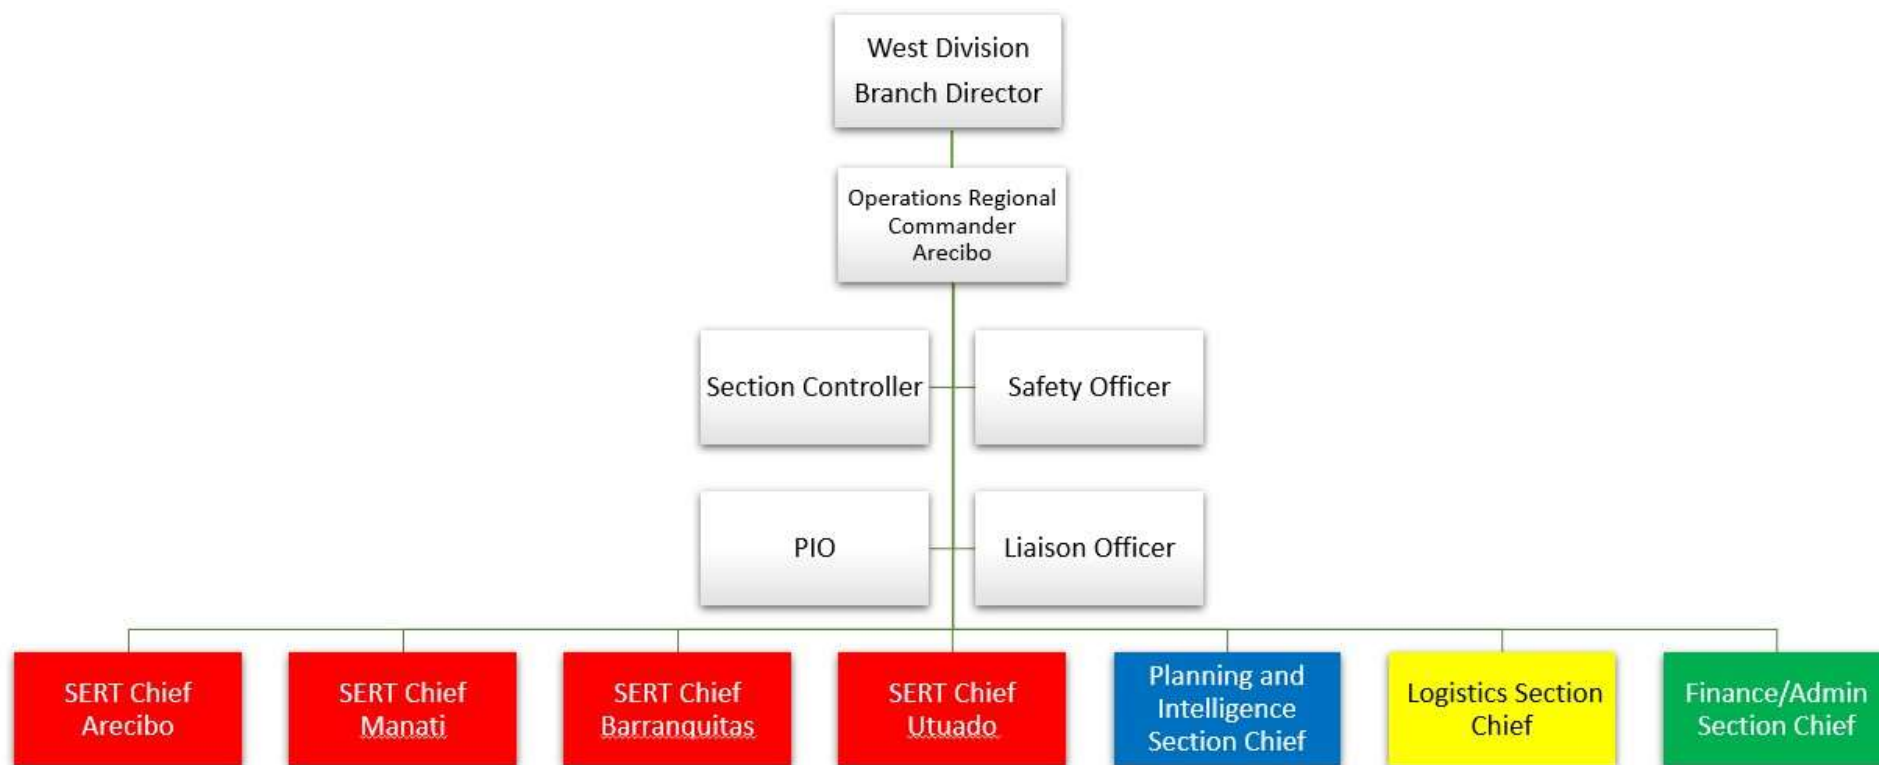 West Division
Branch Director
Operations Regional
Commander
Arecibo
Section Controller
Safety Officer
PIO
Liaison Officer
SERT Chief
Arecibo
SERT Chief
Manati
SERT Chief
Barranquitas
SERT Chief
Utuado
Planning and
Intelligence
Section Chief
Logistics Section
Chief
Finance/Admin
Section Chief